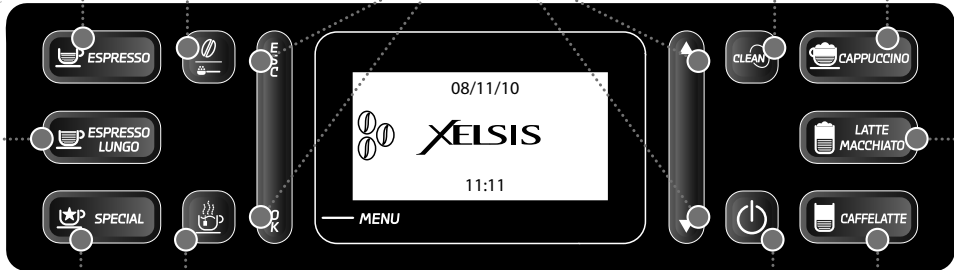 ESPRESSO
ESC
08/11/10
CLEAN
CAPPUCCINO
ESPRESSO
LUNGO
XELSIS
LATTE
MACCHIATO
11:11
SPECIAL
OK
MENU
CAFFELATTE